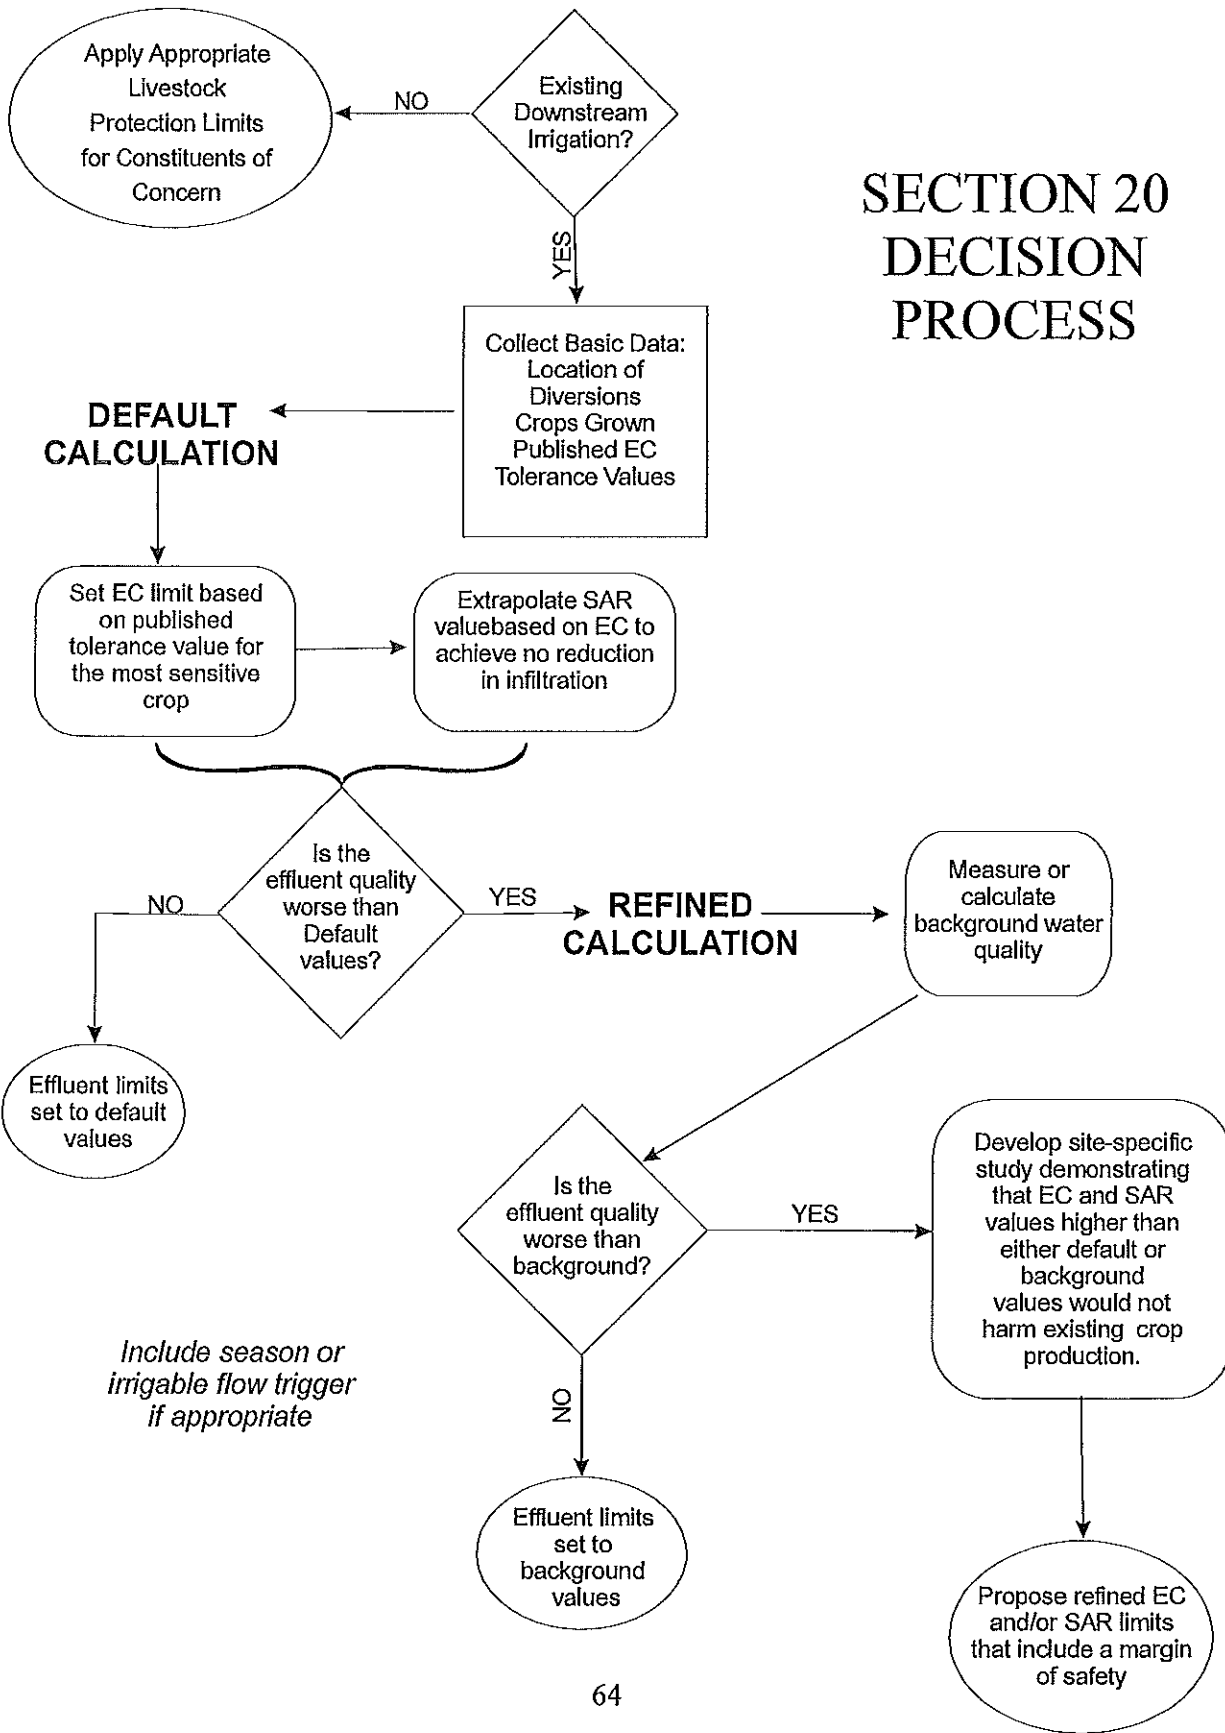 Apply Appropriate
Livestock
Protection Limits
for Constituents of
Concern
NO
Existing
Downstream
Irrigation?
SECTION 20
DECISION
PROCESS
YES
Collect Basic Data:
Location of
Diversions
Crops Grown
Published EC
Tolerance Values
DEFAULT
CALCULATION
Set EC limit based
on published
tolerance value for
the most sensitive
crop
Extrapolate SAR
valuebased on EC to
achieve no reduction
in infiltration
Is the
effluent quality
worse than
Default
values?
NO
YES
REFINED
CALCULATION
Measure or
calculate
background water
quality
Effluent limits
set to default
values
Is the
effluent quality
worse than
background?
YES
Develop site-specific
study demonstrating
that EC and SAR
values higher than
either default or
background
values would not
harm existing crop
production.
Include season or
irrigable flow trigger
if appropriate
NO
Effluent limits
set to
background
values
Propose refined EC
and/or SAR limits
that include a margin
of safety
64